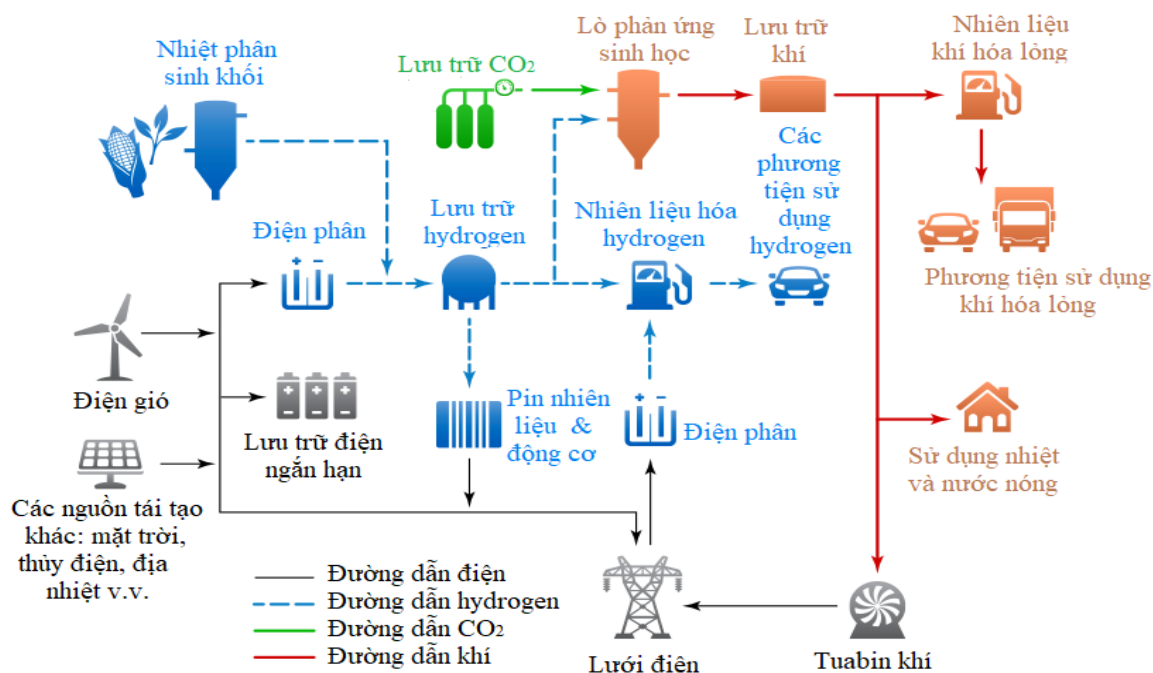 Nhiệt phân
sinh khối
Lưu trữ CO₂
Lò phản ứng
sinh học
Lưu trữ
khí
Nhiên liệu
khí hóa lỏng
Các
phương
tiện sử
dụng
hydrogen
Điện phân
Lưu trữ
hydrogen
Nhiên liệu hóa
hydrogen
Phương tiện sử dụng
khí hóa lỏng
Điện gió
Lưu trữ điện
ngắn hạn
Pin nhiên
liệu &
động cơ
Điện phân
Sử dụng nhiệt
và nước nóng
Các nguồn tái tạo
khác: mặt trời,
thủy điện, địa
nhiệt v.v.
Đường dẫn điện
Đường dẫn hydrogen
Đường dẫn CO₂
Đường dẫn khí
Lưới điện
Tuabin khí